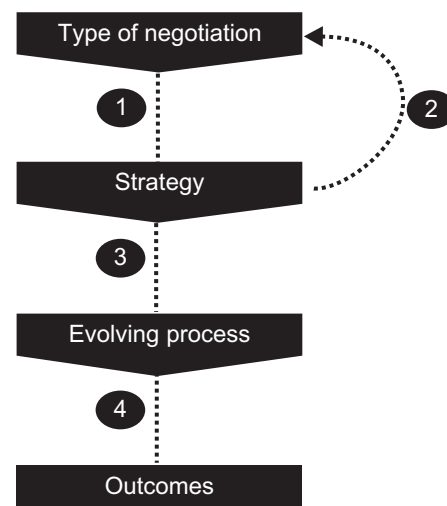 Type of negotiation
1
2
Strategy
3
Evolving process
4
Outcomes